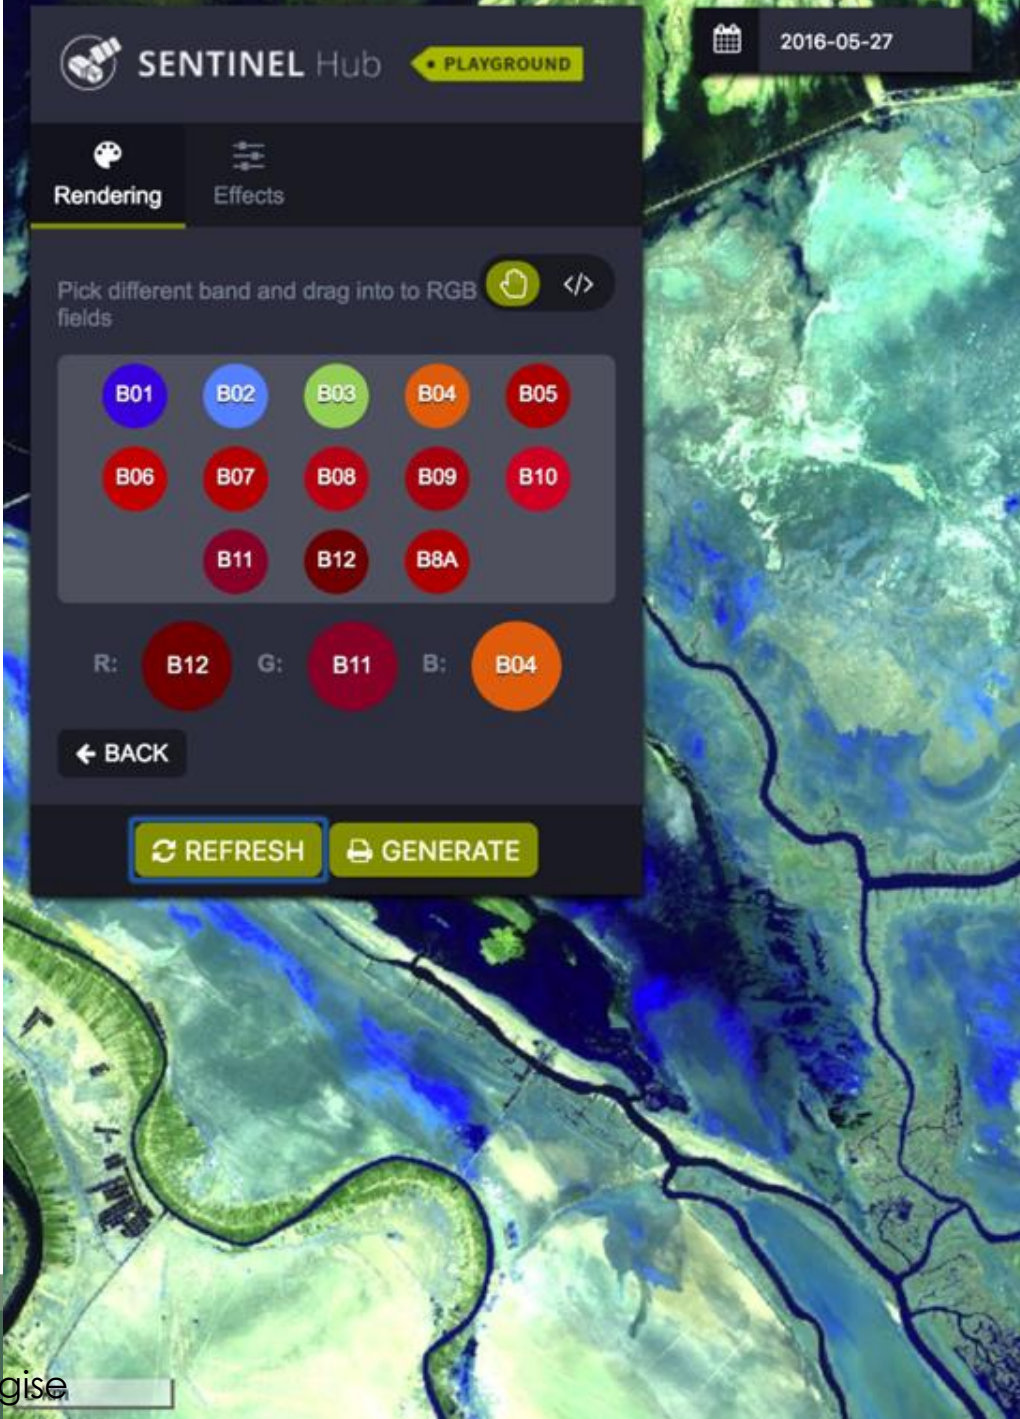 SENTINEL Hub
PLAYGROUND
2016-05-27
Rendering
Effects
Pick different band and drag into to RGB
fields
</>
B01 B02 B03 B04 B05
B06 B07 B08 B09 B10
B11 B12 B8A
R: B12 G: B11 B: B04
BACK
REFRESH
GENERATE
gise